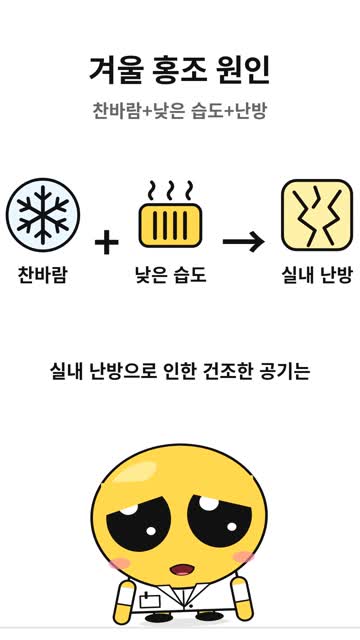 겨울 홍조 원인
찬바람+낮은 습도+난방
찬바람
낮은 습도
실내 난방
실내 난방으로 인한 건조한 공기는